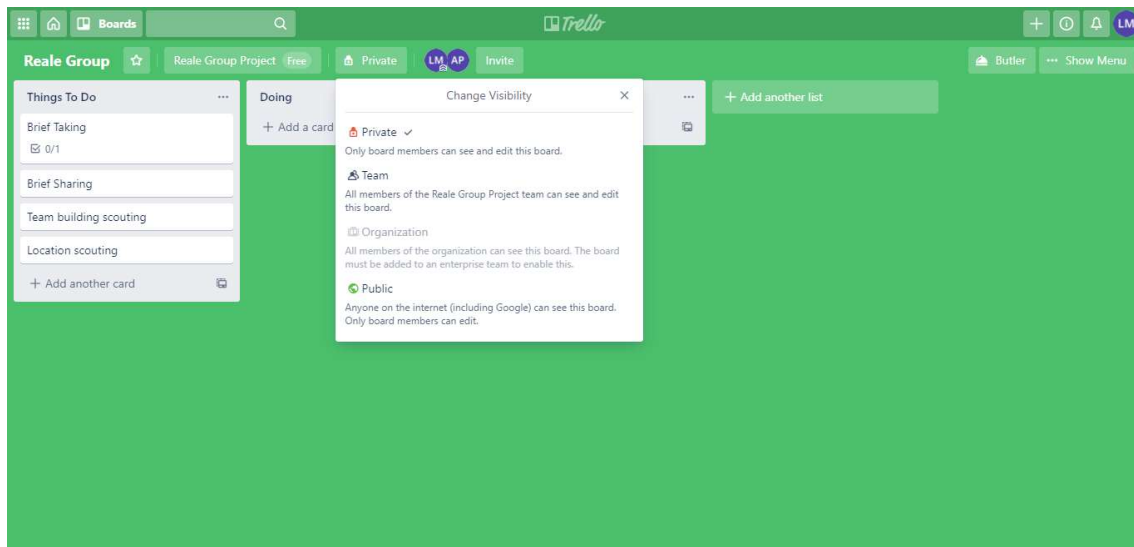 Boards
Trello
LM
Reale Group
Reale Group Project Free
Private
LM AP
Invite
Butler
Show Menu
Things To Do
Brief Taking
0/1
Brief Sharing
Team building scouting
Location scouting
+ Add another card
Doing
+ Add a card
Change Visibility
Private
Only board members can see and edit this board.
Team
All members of the Reale Group Project team can see and edit
this board.
Organization
All members of the organization can see this board. The board
must be added to an enterprise team to enable this.
Public
Anyone on the internet (including Google) can see this board.
Only board members can edit.
+ Add another list